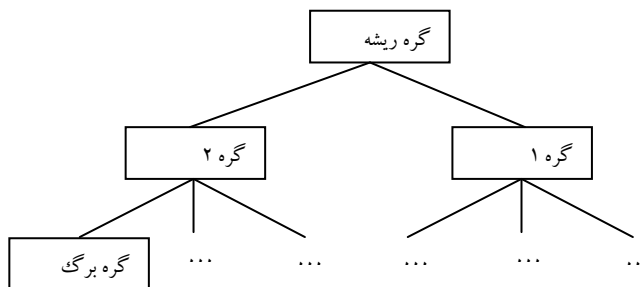 گره ریشه
گره ۱
گره ۲
... ... ... ... ... ..
گره برگ